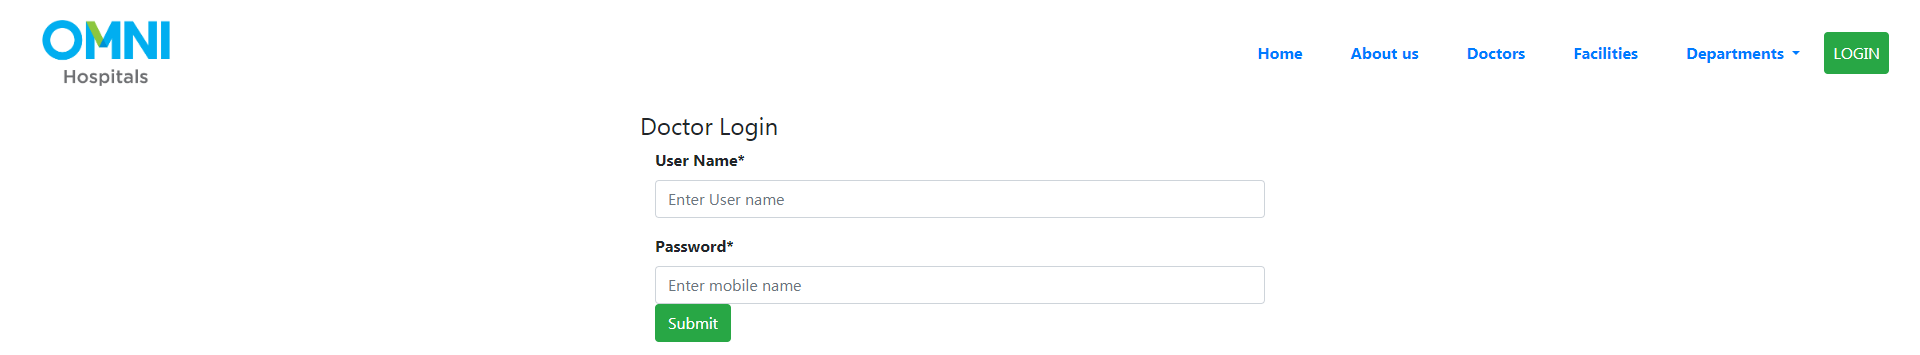 OMNI
Hospitals
Home About us Doctors Facilities Departments LOGIN
Doctor Login
User Name*
Enter User name
Password*
Enter mobile name
Submit